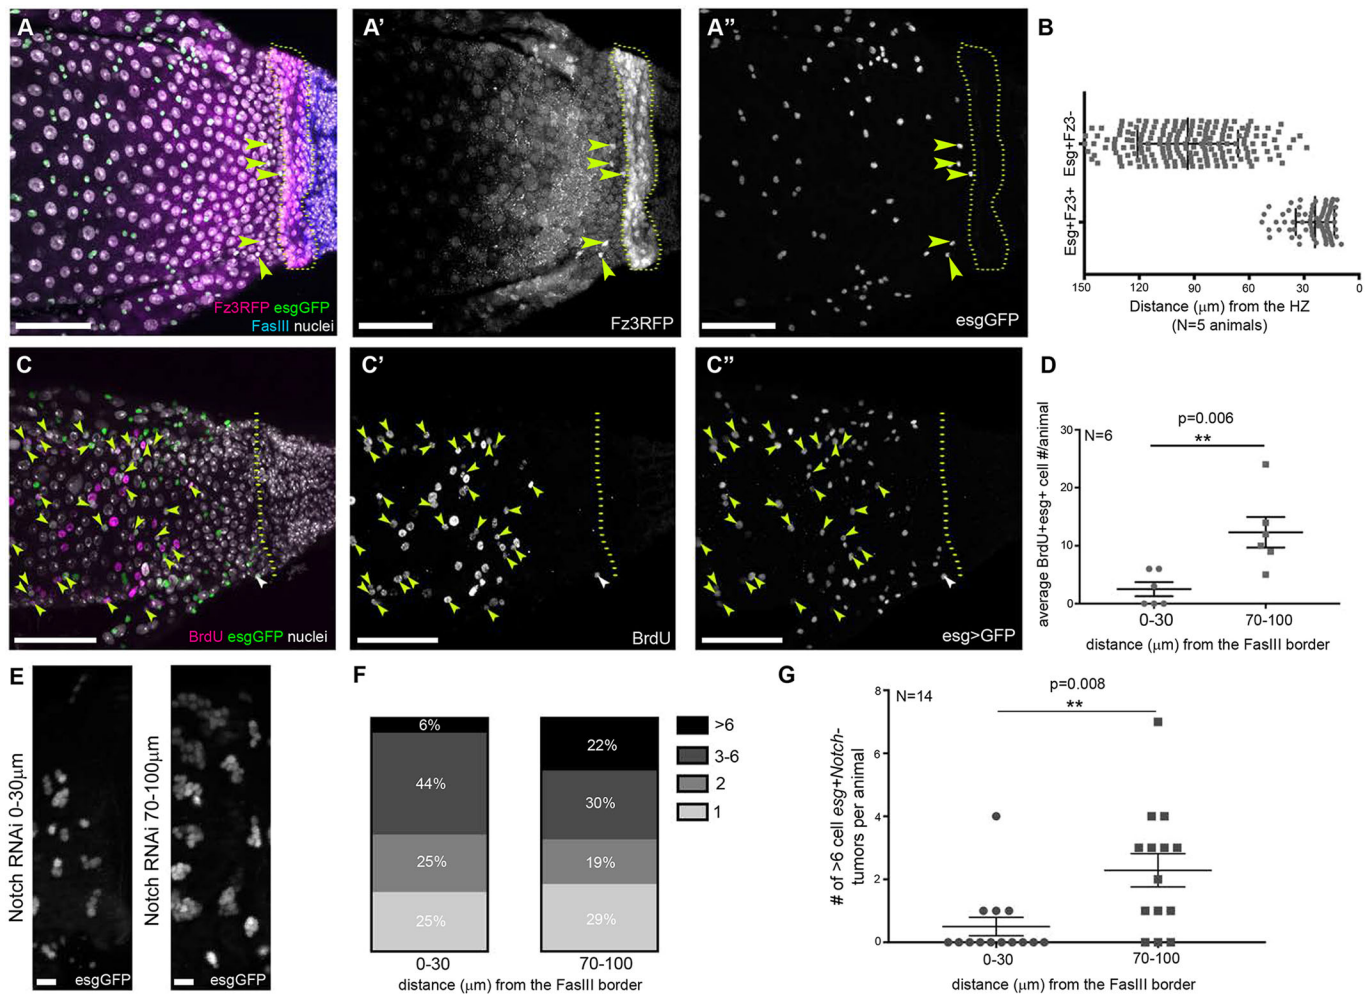 A
Fz3RFP esgGFP
FasIII nuclei
A'
Fz3RFP
A"
esgGFP
B
Esg+Fz3-
Esg+Fz3+
150 120 90 60 30 0
Distance (μm) from the HZ
(N=5 animals)
C
BrdU esgGFP nuclei
C'
BrdU
C"
esg>GFP
D
average BrdU+esg+ cell #/animal
30
20
10
0
N=6
p=0.006
**
0-30 70-100
distance (μm) from the FasIII border
E
Notch RNAi 0-30μm
esgGFP
Notch RNAi 70-100μm
esgGFP
F
6%
44%
25%
25%
22%
30%
19%
29%
>6
3-6
2
1
0-30 70-100
distance (μm) from the FasIII border
G
# of >6 cell esg+Notch-
tumors per animal
8
6
4
2
0
N=14
p=0.008
**
0-30 70-100
distance (μm) from the FasIII border